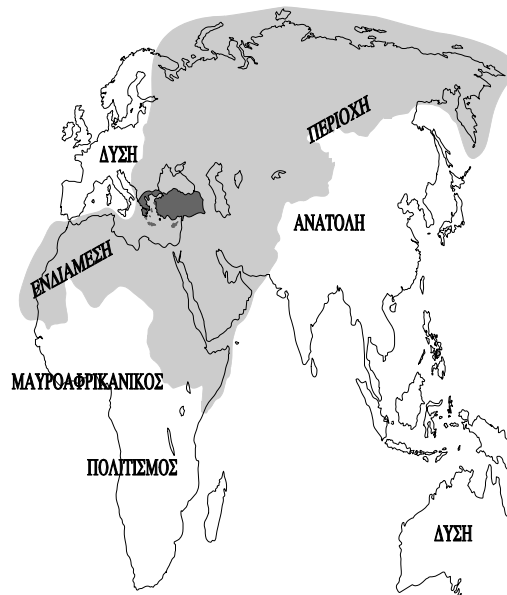 ΠΕΡΙΟΧΗ
ΔΥΣΗ
ΑΝΑΤΟΛΗ
ΕΝΔΙΑΜΕΣΗ
ΜΑΥΡΟΑΦΡΙΚΑΝΙΚΟΣ
ΠΟΛΙΤΙΣΜΟΣ
ΔΥΣΗ